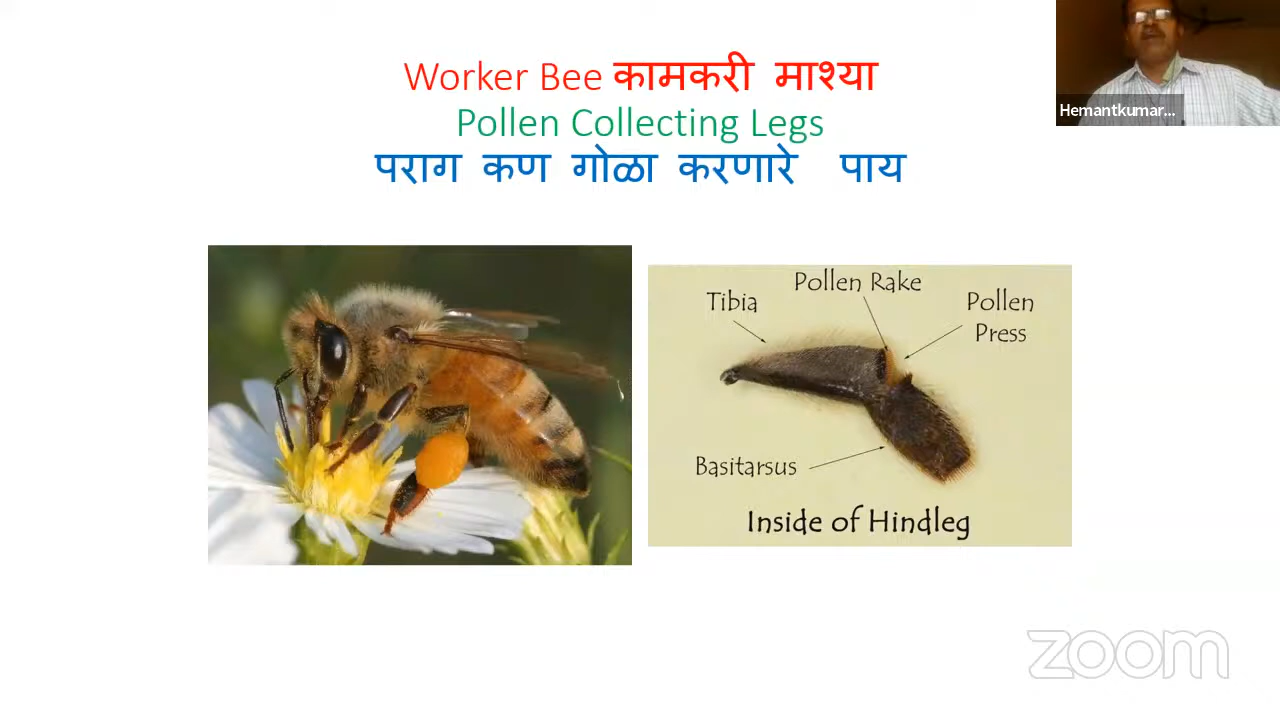 Worker Bee कामकरी माश्या
Pollen Collecting Legs
पराग कण गोळा करणारे पाय
Hemantkumar...
Pollen Rake
Tibia
Pollen
Press
Basitarsus
Inside of Hindleg
zoom